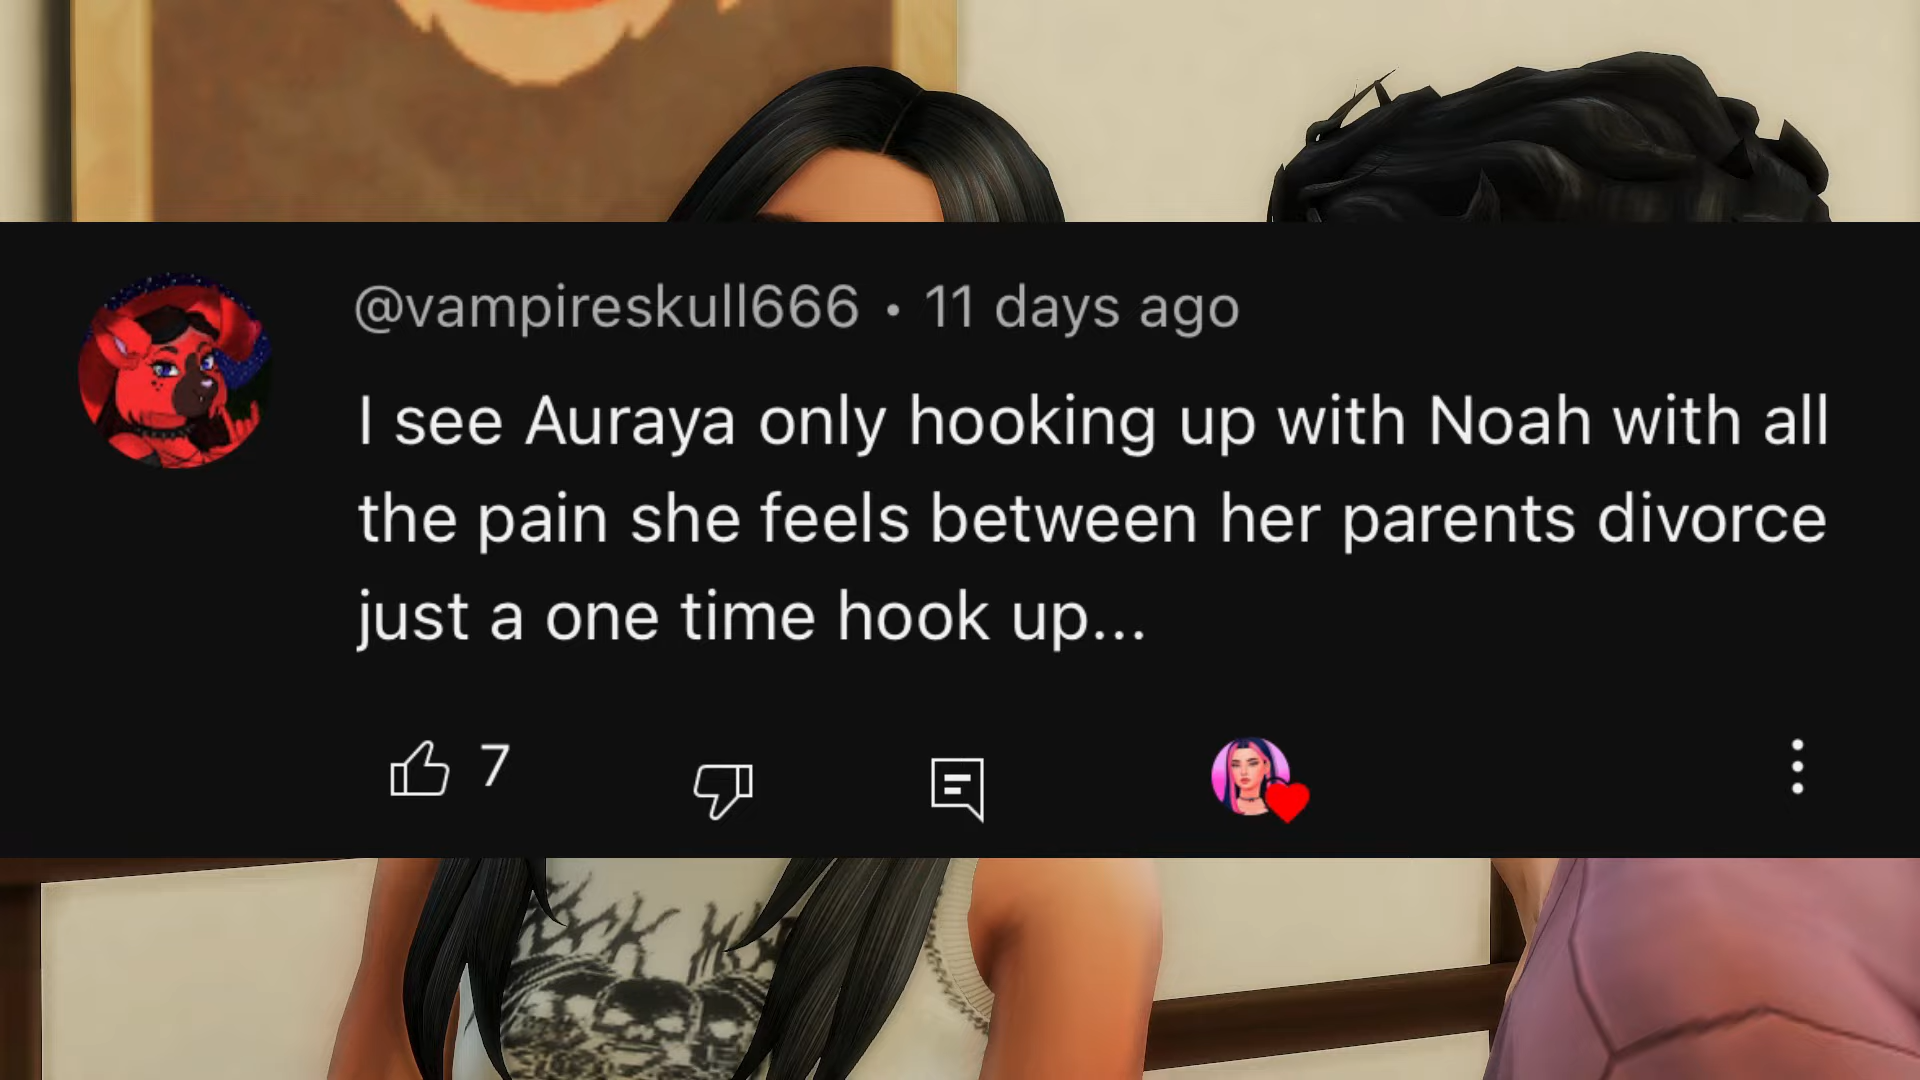 @vampireskull666 • 11 days ago
I see Auraya only hooking up with Noah with all
the pain she feels between her parents divorce
just a one time hook up...
7